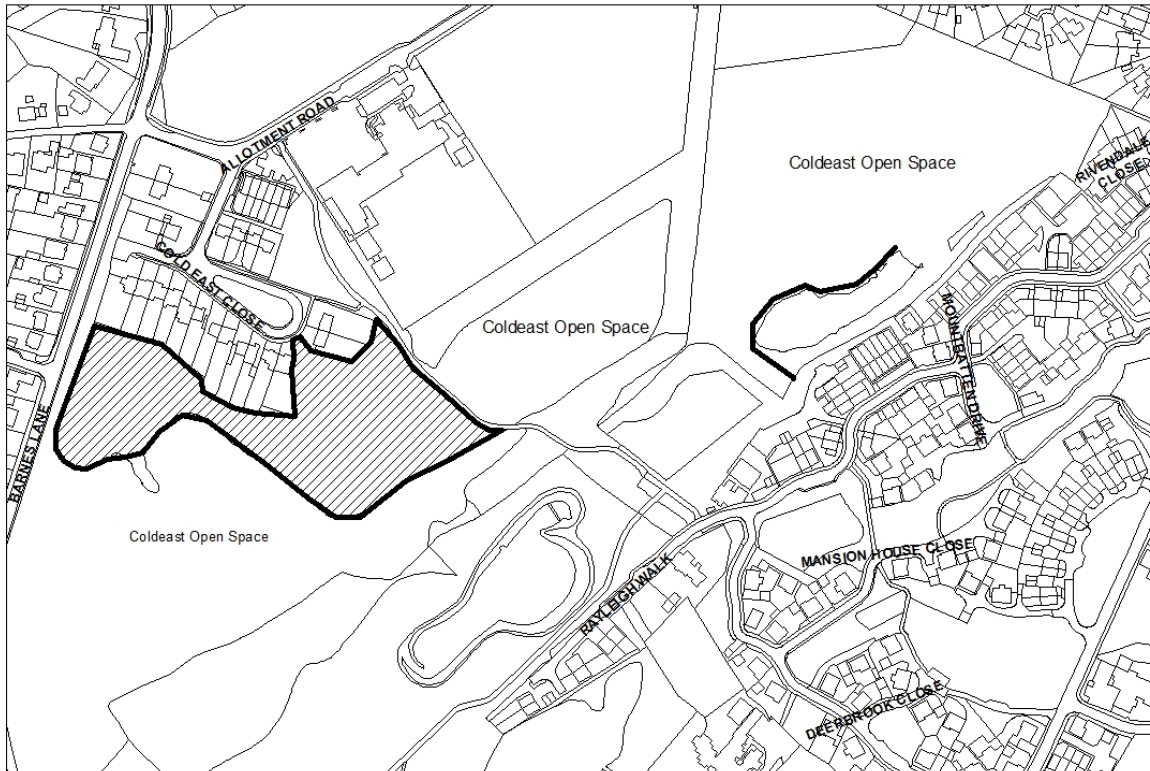 ALLOTMENT ROAD
Coldeast Open Space
RIVENDALE
CLOSE
COLD EAST CLOSE
Coldeast Open Space
MOUNTBATTEN DRIVE
BARNES LANE
Coldeast Open Space
MANSION HOUSE CLOSE
RAYLEIGH WALK
DEERBROOK CLOSE